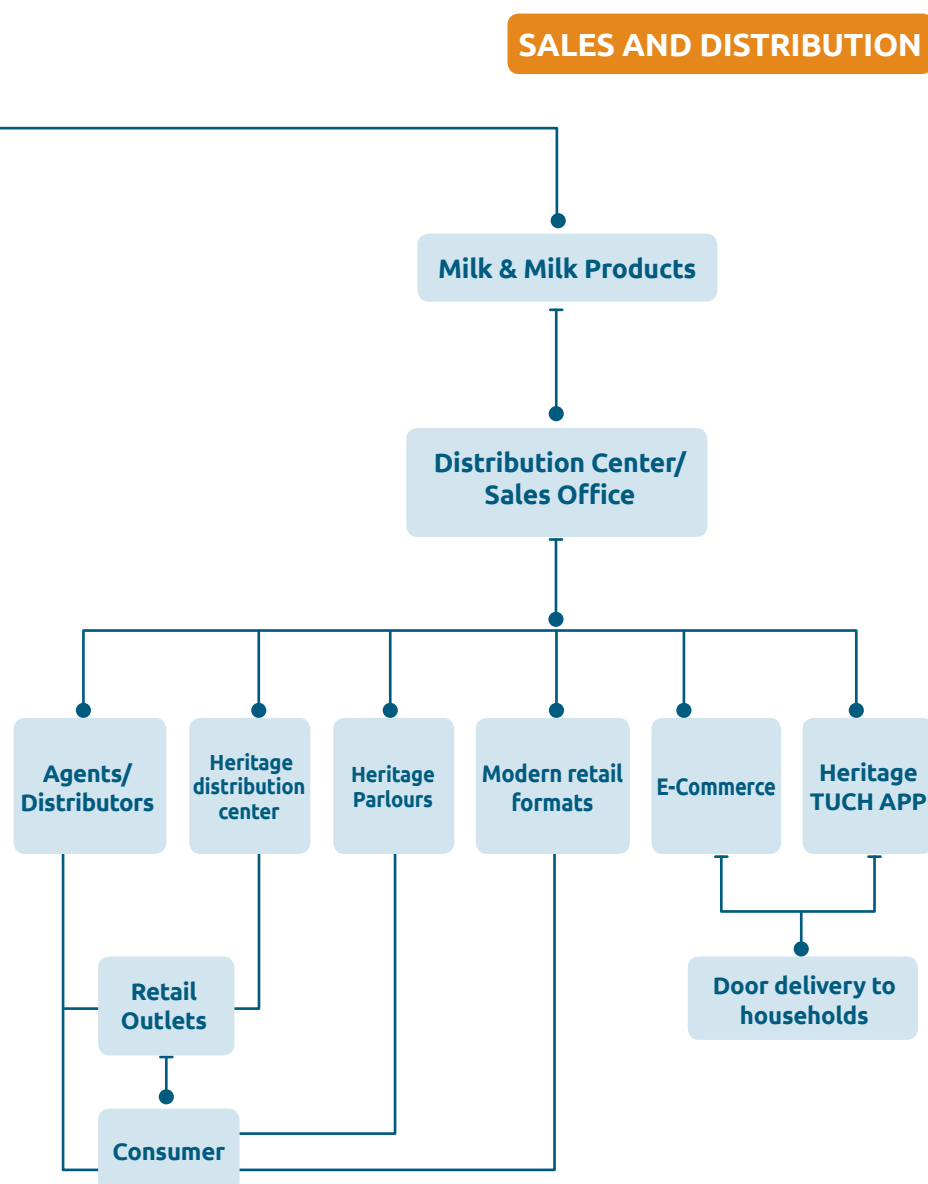 SALES AND DISTRIBUTION
Milk & Milk Products
Distribution Center/
Sales Office
Agents/
Distributors
Heritage
distribution
center
Heritage
Parlours
Modern retail
formats
E-Commerce
Heritage
TUCH APP
Retail
Outlets
Door delivery to
households
Consumer